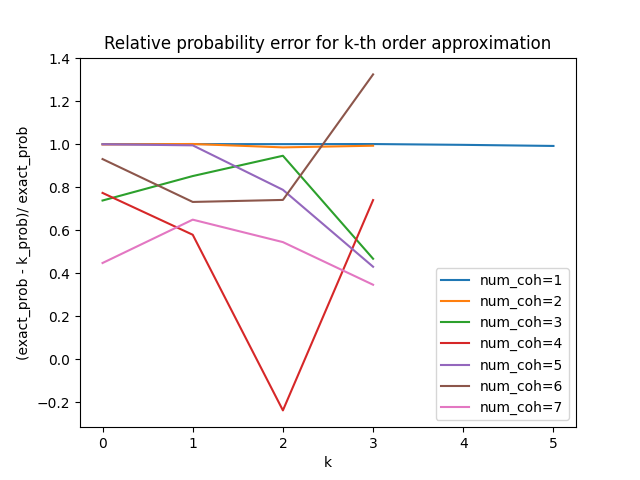 Relative probability error for k-th order approximation
(exact_prob - k_prob)/ exact_prob
1.4
1.2
1.0
0.8
0.6
0.4
0.2
0.0
−0.2
0 1 2 3 4 5
k
num_coh=1
num_coh=2
num_coh=3
num_coh=4
num_coh=5
num_coh=6
num_coh=7